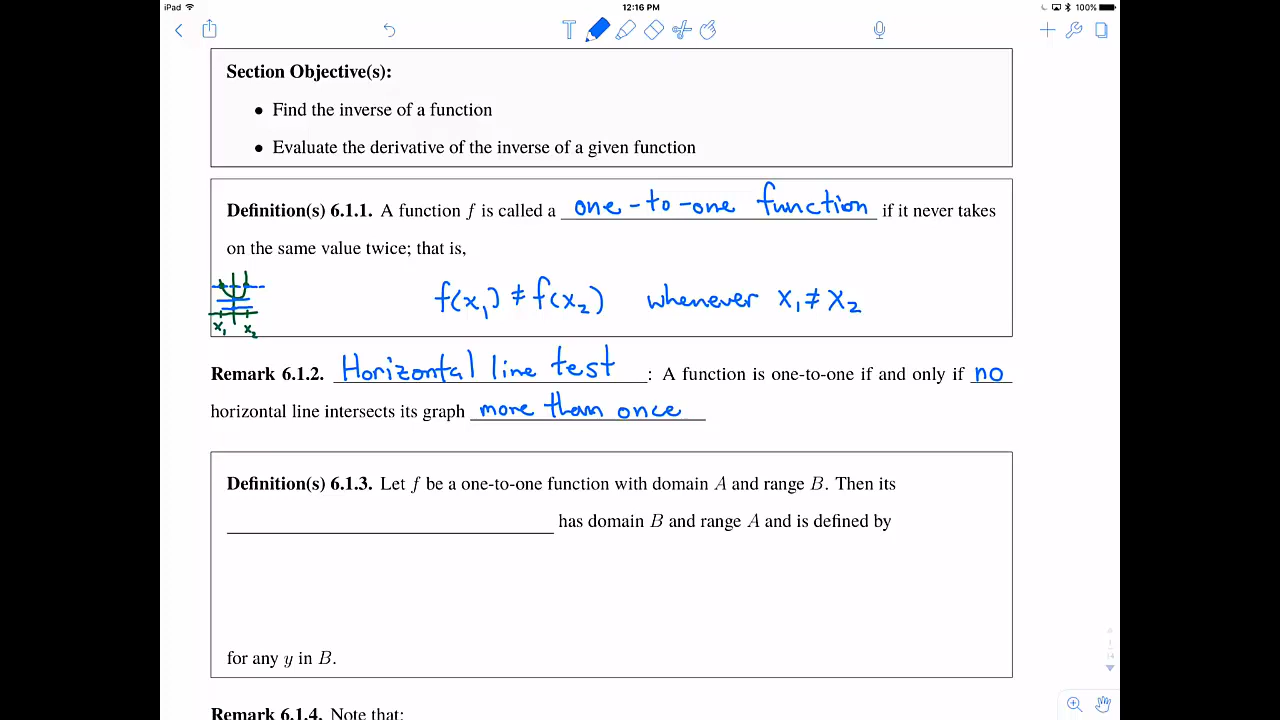 iPad 12:16 PM 100%
T
Section Objective(s):
• Find the inverse of a function
• Evaluate the derivative of the inverse of a given function
Definition(s) 6.1.1. A function f is called a one-to-one function if it never takes
on the same value twice; that is,
f(x₁) ≠ f(x₂) whenever x₁ ≠ x₂
x₁ x₂
Remark 6.1.2. Horizontal line test : A function is one-to-one if and only if no
horizontal line intersects its graph more than once
Definition(s) 6.1.3. Let f be a one-to-one function with domain A and range B. Then its
has domain B and range A and is defined by
for any y in B.
Remark 6.1.4. Note that: